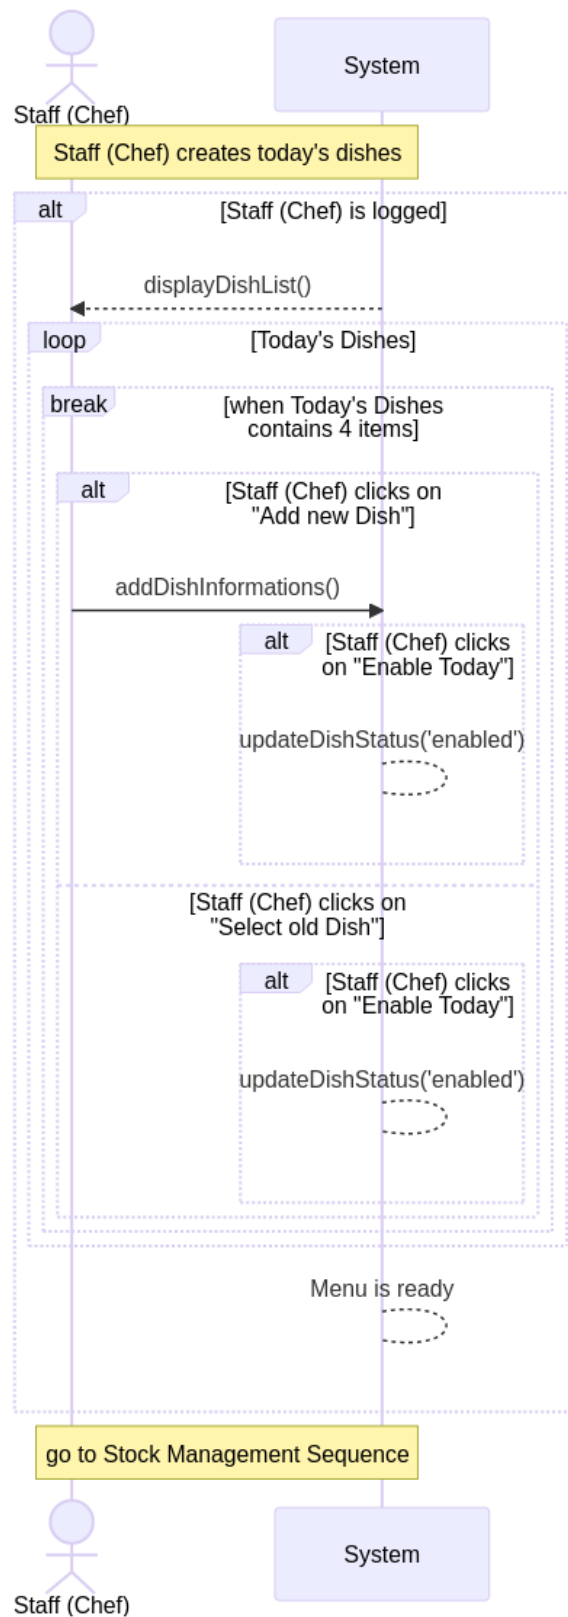 Staff (Chef)
System
Staff (Chef) creates today's dishes
alt
[Staff (Chef) is logged]
displayDishList()
loop
[Today's Dishes]
break
[when Today's Dishes
contains 4 items]
alt
[Staff (Chef) clicks on
"Add new Dish"]
addDishInformations()
alt
[Staff (Chef) clicks
on "Enable Today"]
updateDishStatus('enabled')
[Staff (Chef) clicks on
"Select old Dish"]
alt
[Staff (Chef) clicks
on "Enable Today"]
updateDishStatus('enabled')
Menu is ready
go to Stock Management Sequence
Staff (Chef)
System